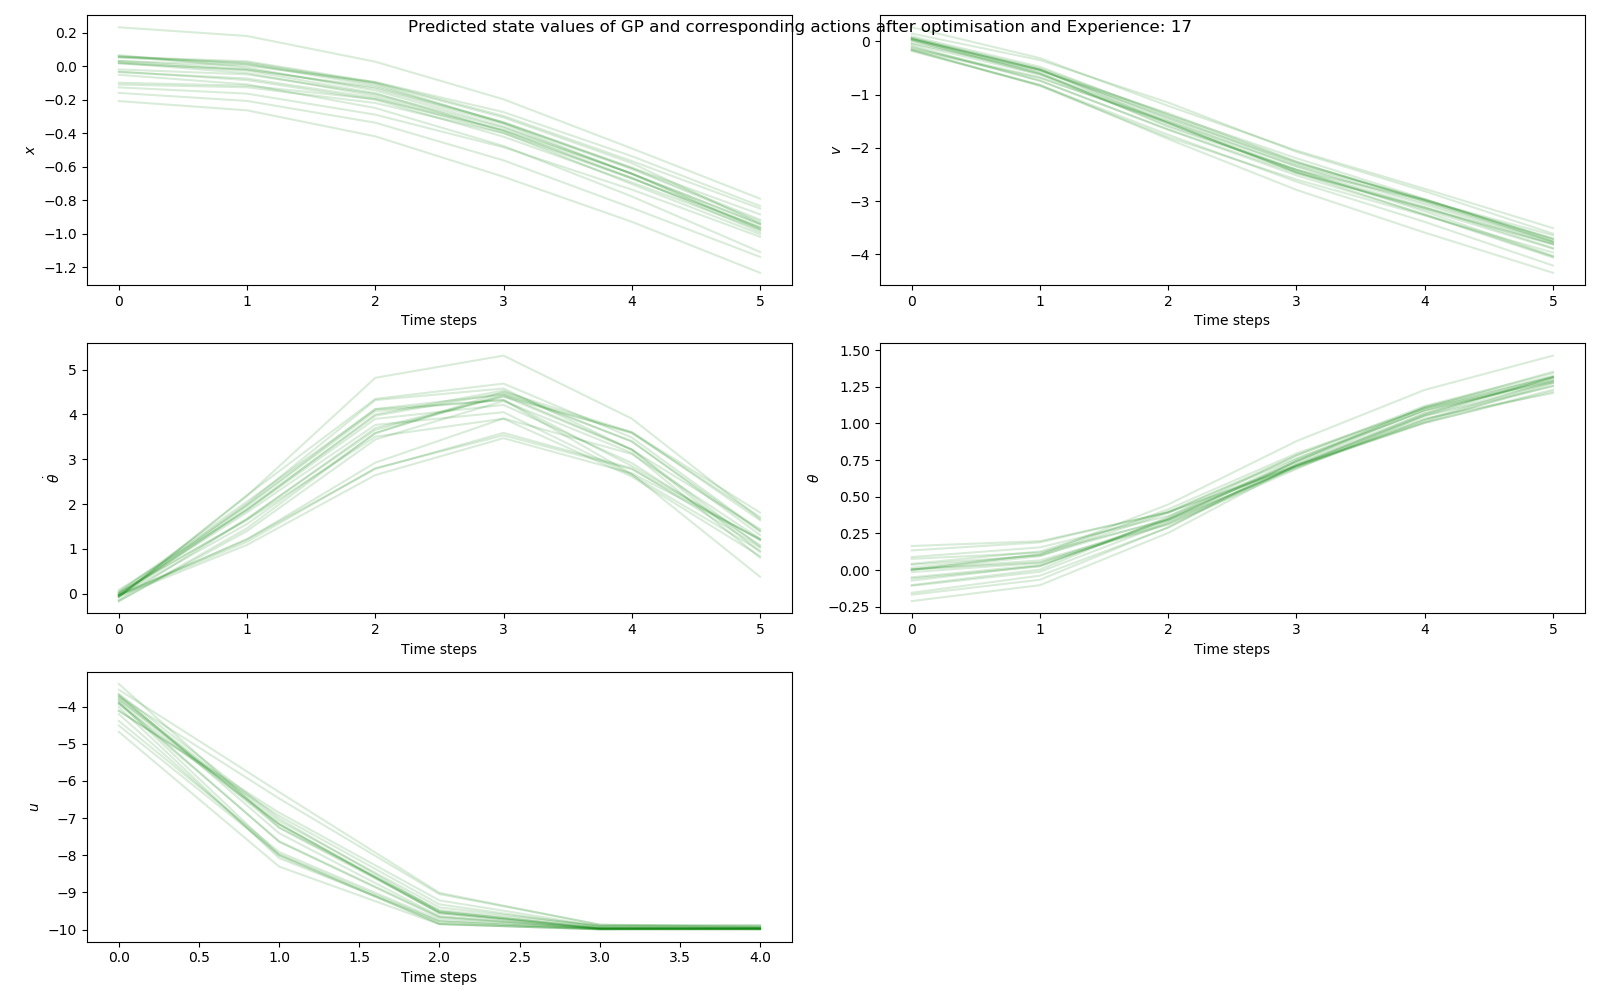 Predicted state values of GP and corresponding actions after optimisation and Experience: 17
0.2
0.0
−0.2
−0.4
−0.6
−0.8
−1.0
−1.2
x
0 1 2 3 4 5
Time steps
0
−1
−2
−3
−4
v
0 1 2 3 4 5
Time steps
5
4
3
2
1
0
θ̇
0 1 2 3 4 5
Time steps
1.50
1.25
1.00
0.75
0.50
0.25
0.00
−0.25
θ
0 1 2 3 4 5
Time steps
−4
−5
−6
−7
−8
−9
−10
u
0.0 0.5 1.0 1.5 2.0 2.5 3.0 3.5 4.0
Time steps